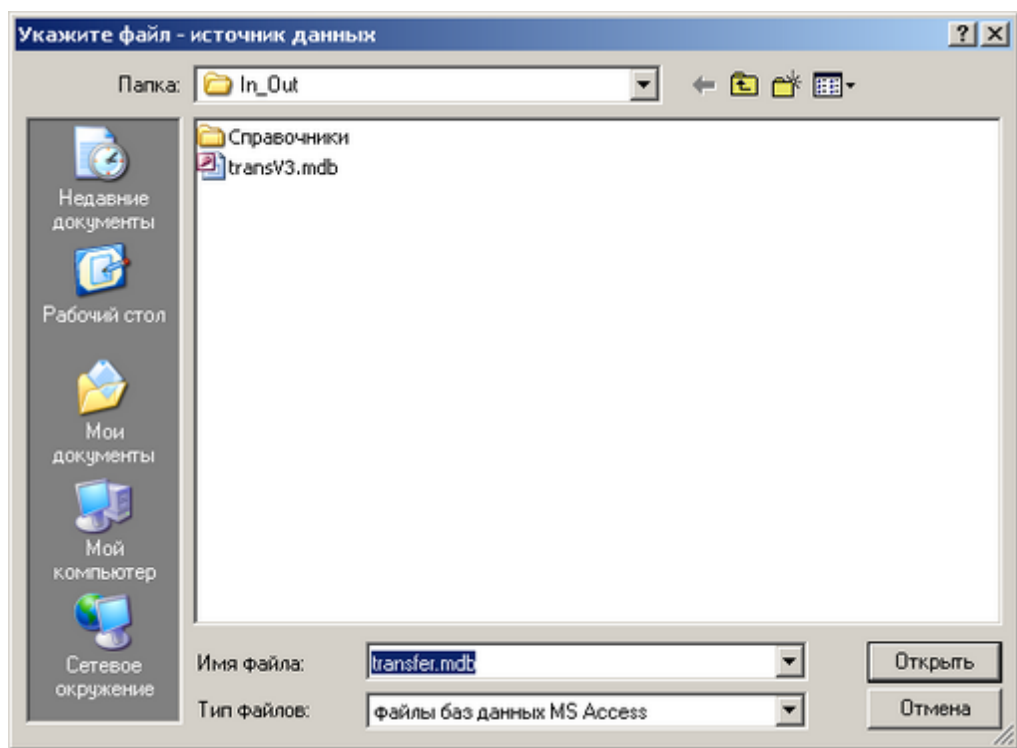 Укажите файл - источник данных
Папка:
In_Out
Справочники
transV3.mdb
Недавние
документы
Рабочий стол
Мои
документы
Мой
компьютер
Сетевое
окружение
Имя файла:
transfer.mdb
Открыть
Тип файлов:
файлы баз данных MS Access
Отмена